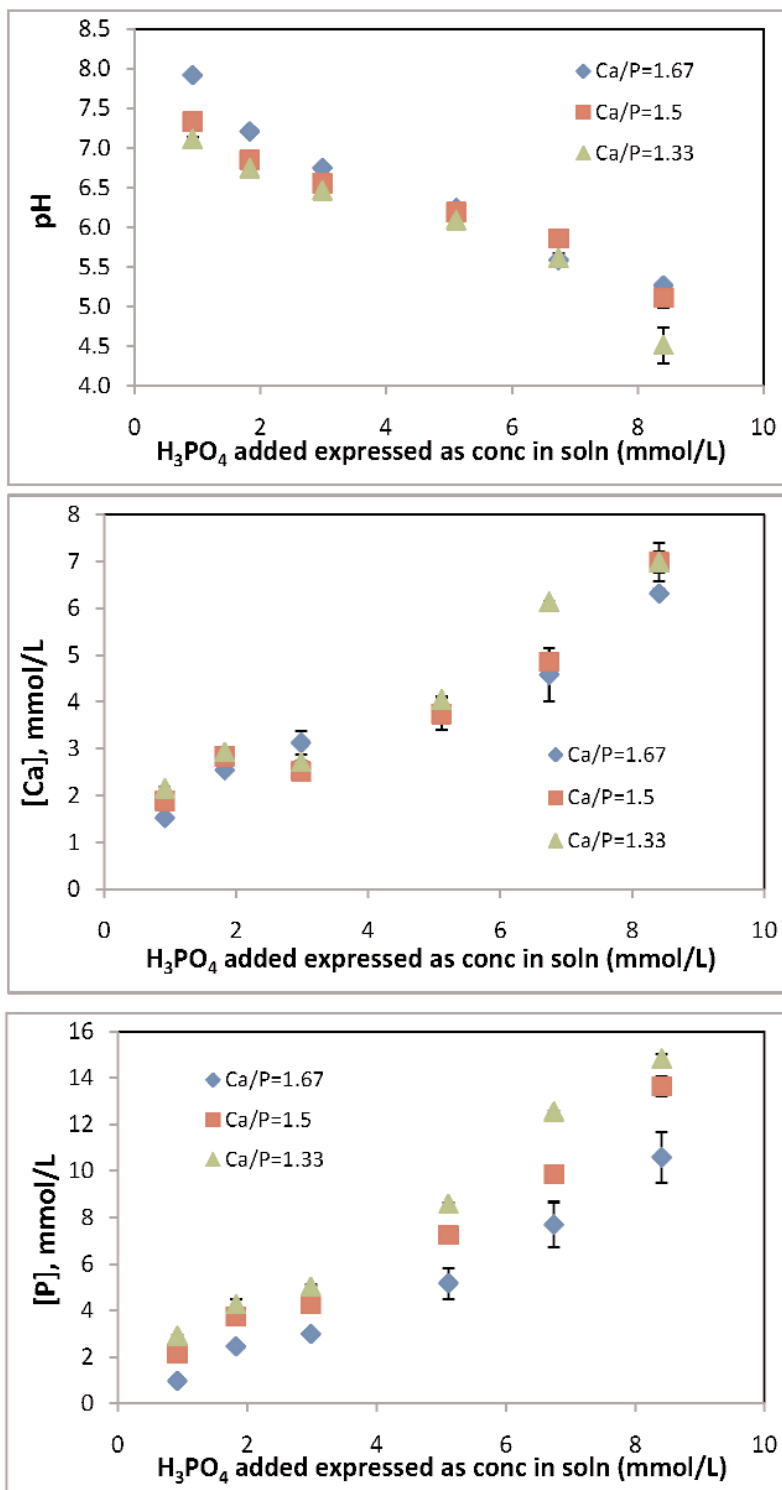 8.5
8.0
7.5
7.0
6.5
6.0
5.5
5.0
4.5
4.0
pH
Ca/P=1.67
Ca/P=1.5
Ca/P=1.33
0 2 4 6 8 10
H₃PO₄ added expressed as conc in soln (mmol/L)
8
7
6
5
4
3
2
1
0
[Ca], mmol/L
Ca/P=1.67
Ca/P=1.5
Ca/P=1.33
0 2 4 6 8 10
H₃PO₄ added expressed as conc in soln (mmol/L)
16
14
12
10
8
6
4
2
0
[P], mmol/L
Ca/P=1.67
Ca/P=1.5
Ca/P=1.33
0 2 4 6 8 10
H₃PO₄ added expressed as conc in soln (mmol/L)